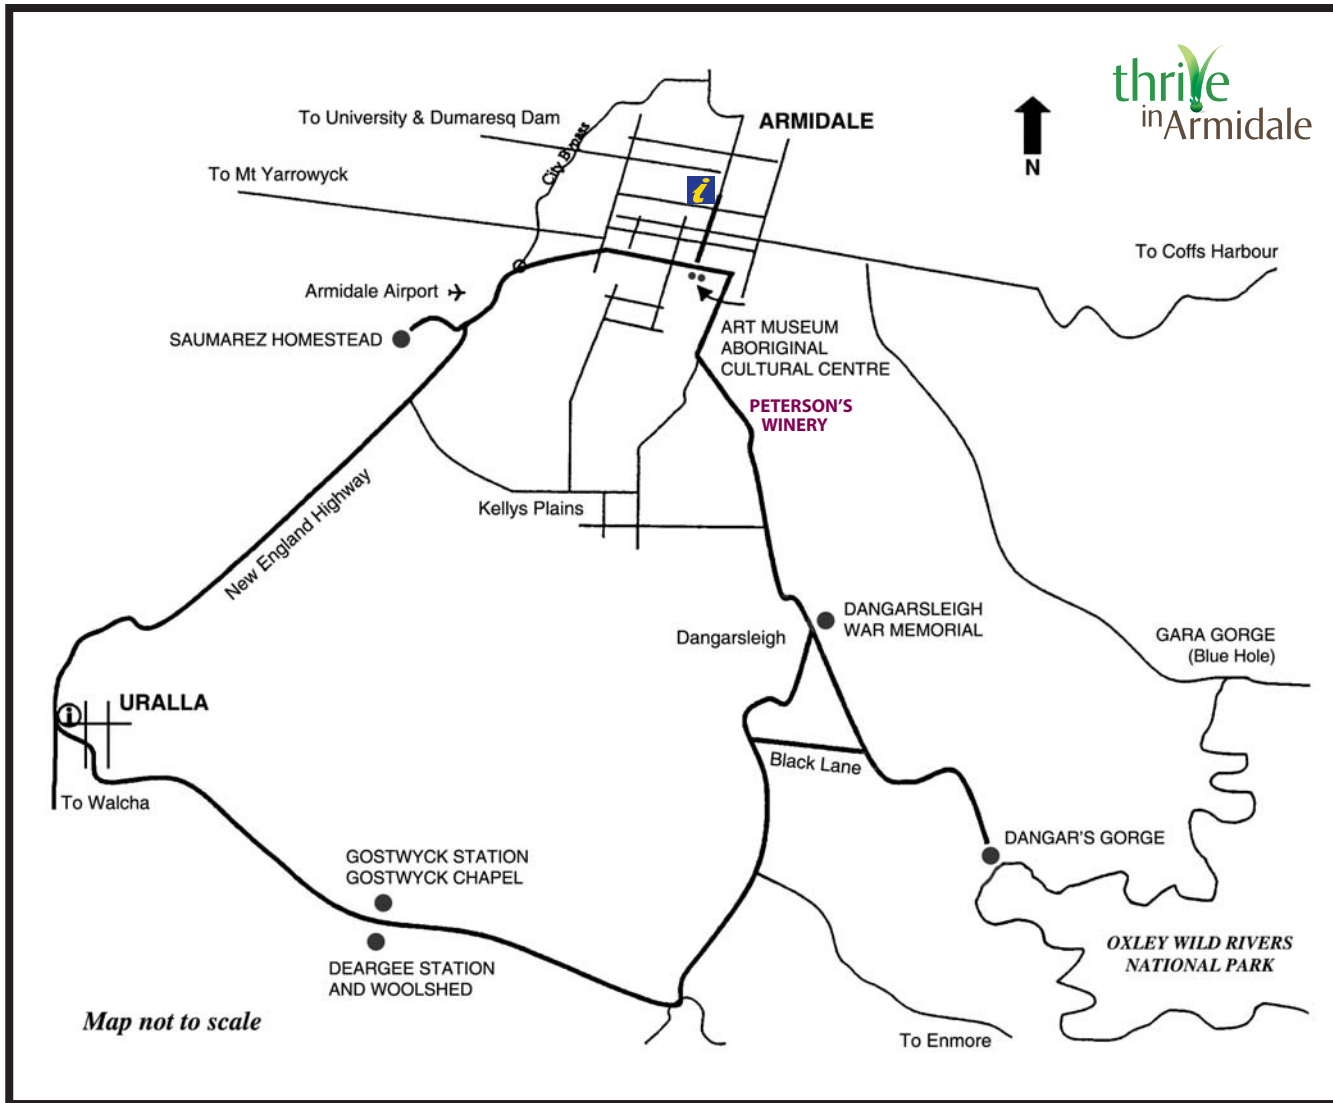 thrive
in Armidale
To University & Dumaresq Dam
ARMIDALE
City Bypass
N
To Mt Yarrowyck
i
To Coffs Harbour
Armidale Airport
SAUMAREZ HOMESTEAD
ART MUSEUM
ABORIGINAL
CULTURAL CENTRE
PETERSON'S
WINERY
New England Highway
Kellys Plains
DANGARSLEIGH
WAR MEMORIAL
Dangarsleigh
GARA GORGE
(Blue Hole)
URALLA
i
Black Lane
To Walcha
DANGAR'S GORGE
GOSTWYCK STATION
GOSTWYCK CHAPEL
OXLEY WILD RIVERS
NATIONAL PARK
DEARGEE STATION
AND WOOLSHED
Map not to scale
To Enmore